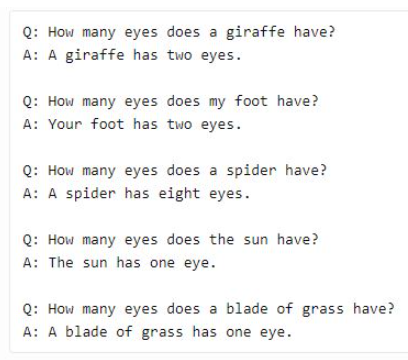 Q: How many eyes does a giraffe have?
A: A giraffe has two eyes.
Q: How many eyes does my foot have?
A: Your foot has two eyes.
Q: How many eyes does a spider have?
A: A spider has eight eyes.
Q: How many eyes does the sun have?
A: The sun has one eye.
Q: How many eyes does a blade of grass have?
A: A blade of grass has one eye.